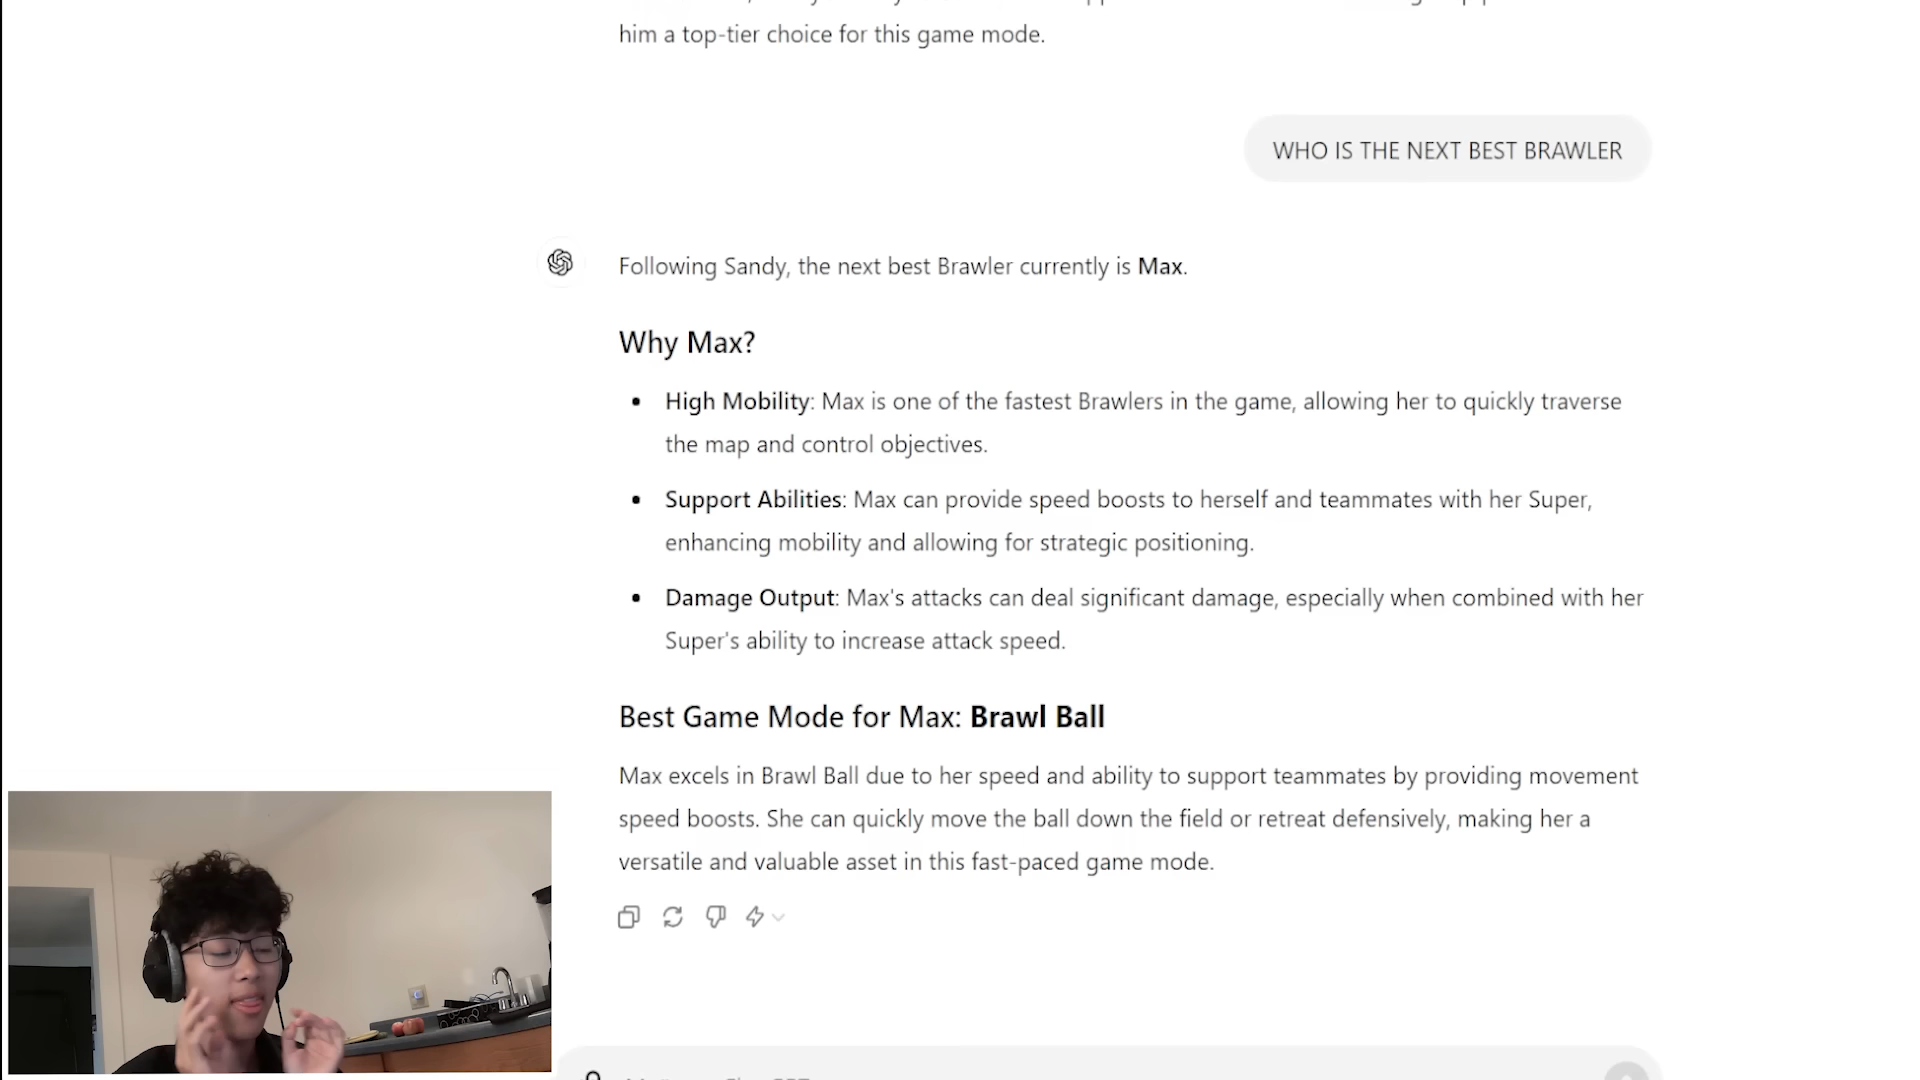 him a top-tier choice for this game mode.
WHO IS THE NEXT BEST BRAWLER
Following Sandy, the next best Brawler currently is Max.
Why Max?
High Mobility: Max is one of the fastest Brawlers in the game, allowing her to quickly traverse
the map and control objectives.
Support Abilities: Max can provide speed boosts to herself and teammates with her Super,
enhancing mobility and allowing for strategic positioning.
Damage Output: Max's attacks can deal significant damage, especially when combined with her
Super's ability to increase attack speed.
Best Game Mode for Max: Brawl Ball
Max excels in Brawl Ball due to her speed and ability to support teammates by providing movement
speed boosts. She can quickly move the ball down the field or retreat defensively, making her a
versatile and valuable asset in this fast-paced game mode.